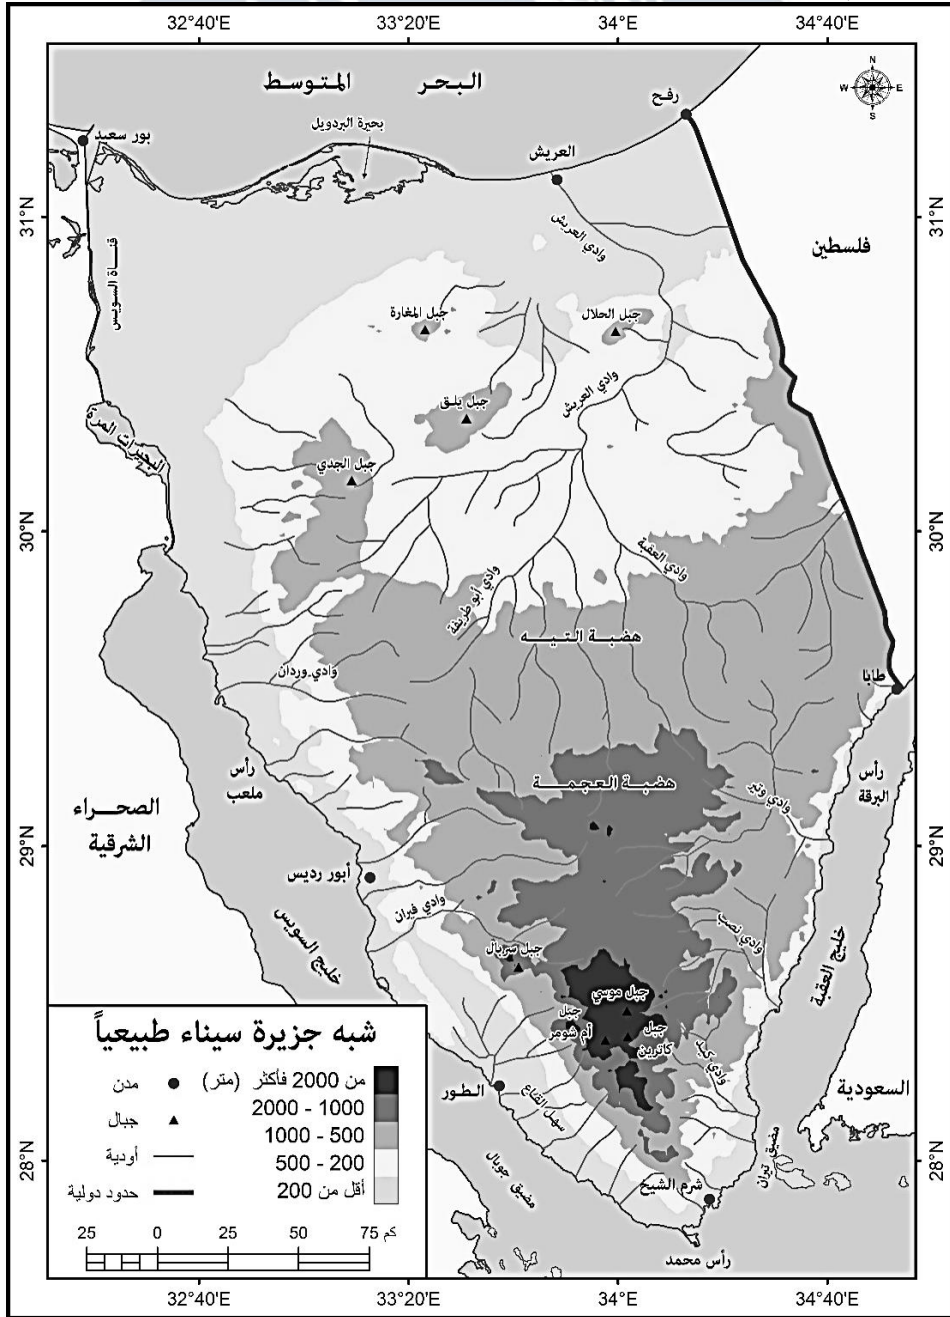 32°40'E 33°20'E 34°E 34°40'E
البحر المتوسط
N
W E
S
بحيرة البردويل
رفح
العريش
بور سعيد
31°N 31°N
وادي العريش
قناة السويس
فلسطين
جبل المغارة
جبل الحلال
وادي العريش
جبل يلق
البحيرات المرة
جبل الجدي
30°N 30°N
وادي العقبة
وادي أبو طريفة
هضبة التيه
وادي وردان
طابا
رأس
ملعب
هضبة العجمة
رأس
البرقة
وادي وتير
الصحراء
الشرقية
29°N 29°N
أبور رديس
وادي فيران
خليج السويس
جبل سربال
وادي نصب
خليج العقبة
جبل موسي
جبل
أم شومر
جبل
كاترين
وادي كيد
السعودية
الطور
سهل القاع
28°N 28°N
مضيق جوبال
مضيق تيران
شرم الشيخ
رأس محمد
شبه جزيرة سيناء طبيعياً
مدن
جبال
أودية
حدود دولية
من 2000 فأكثر (متر)
1000 - 2000
500 - 1000
200 - 500
أقل من 200
25 0 25 50 75 كم
32°40'E 33°20'E 34°E 34°40'E